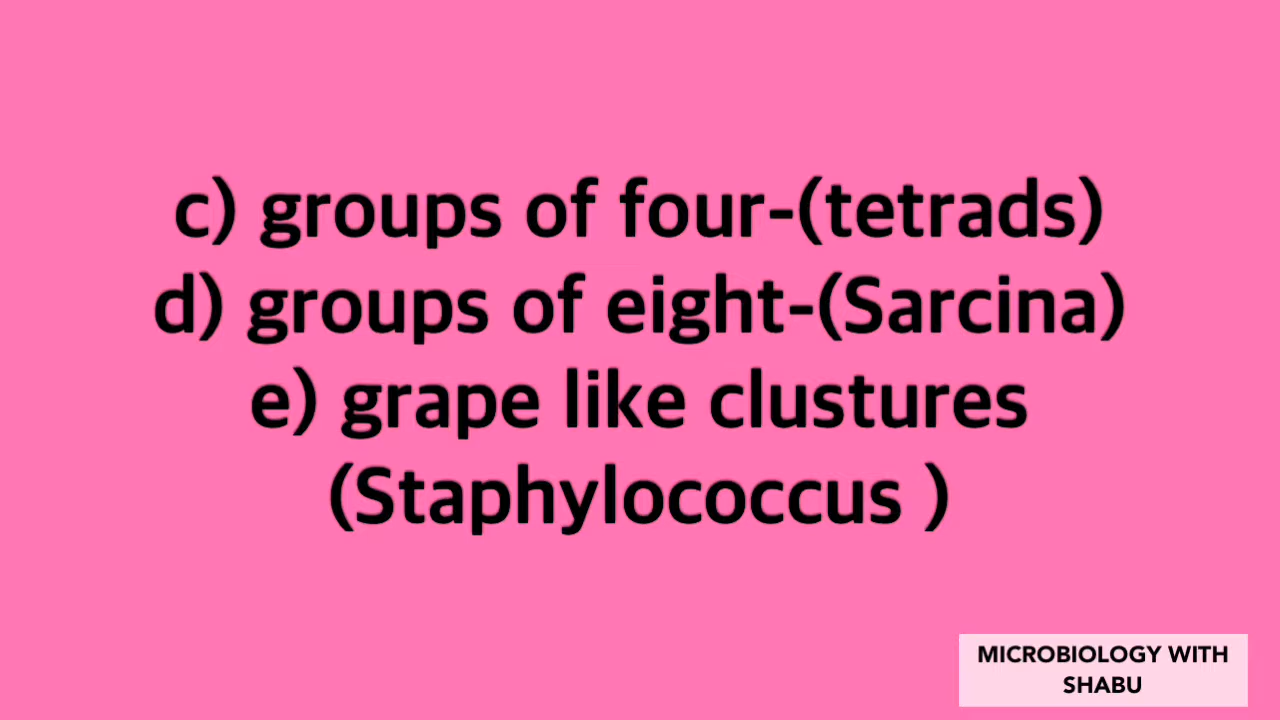 c) groups of four-(tetrads)
d) groups of eight-(Sarcina)
e) grape like clustures
(Staphylococcus )
MICROBIOLOGY WITH
SHABU